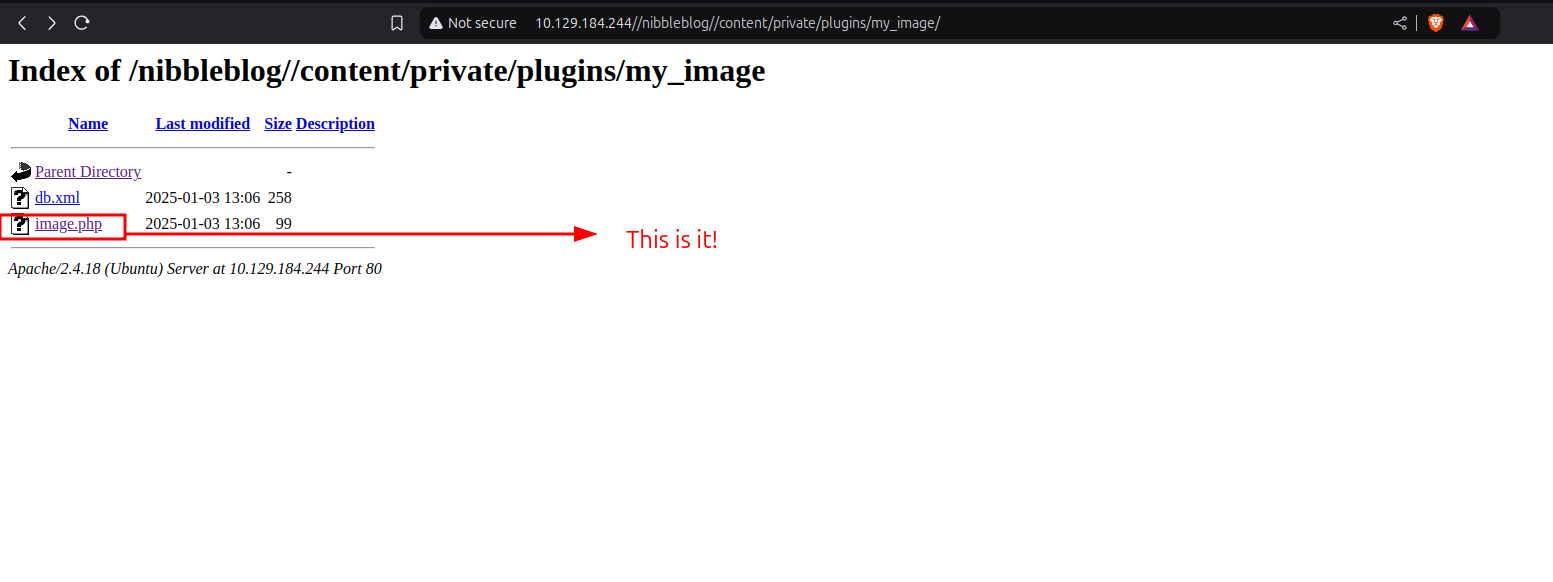 Not secure 10.129.184.244//nibbleblog//content/private/plugins/my_image/
Index of /nibbleblog//content/private/plugins/my_image
Name Last modified Size Description
Parent Directory -
db.xml 2025-01-03 13:06 258
image.php 2025-01-03 13:06 99
This is it!
Apache/2.4.18 (Ubuntu) Server at 10.129.184.244 Port 80